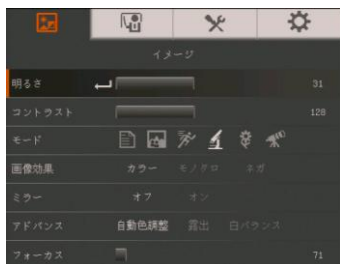 イメージ
明るさ 31
コントラスト 128
モード
画像効果 カラー モノクロ ネガ
ミラー オフ オン
アドバンス 自動色調整 露出 白バランス
フォーカス 71